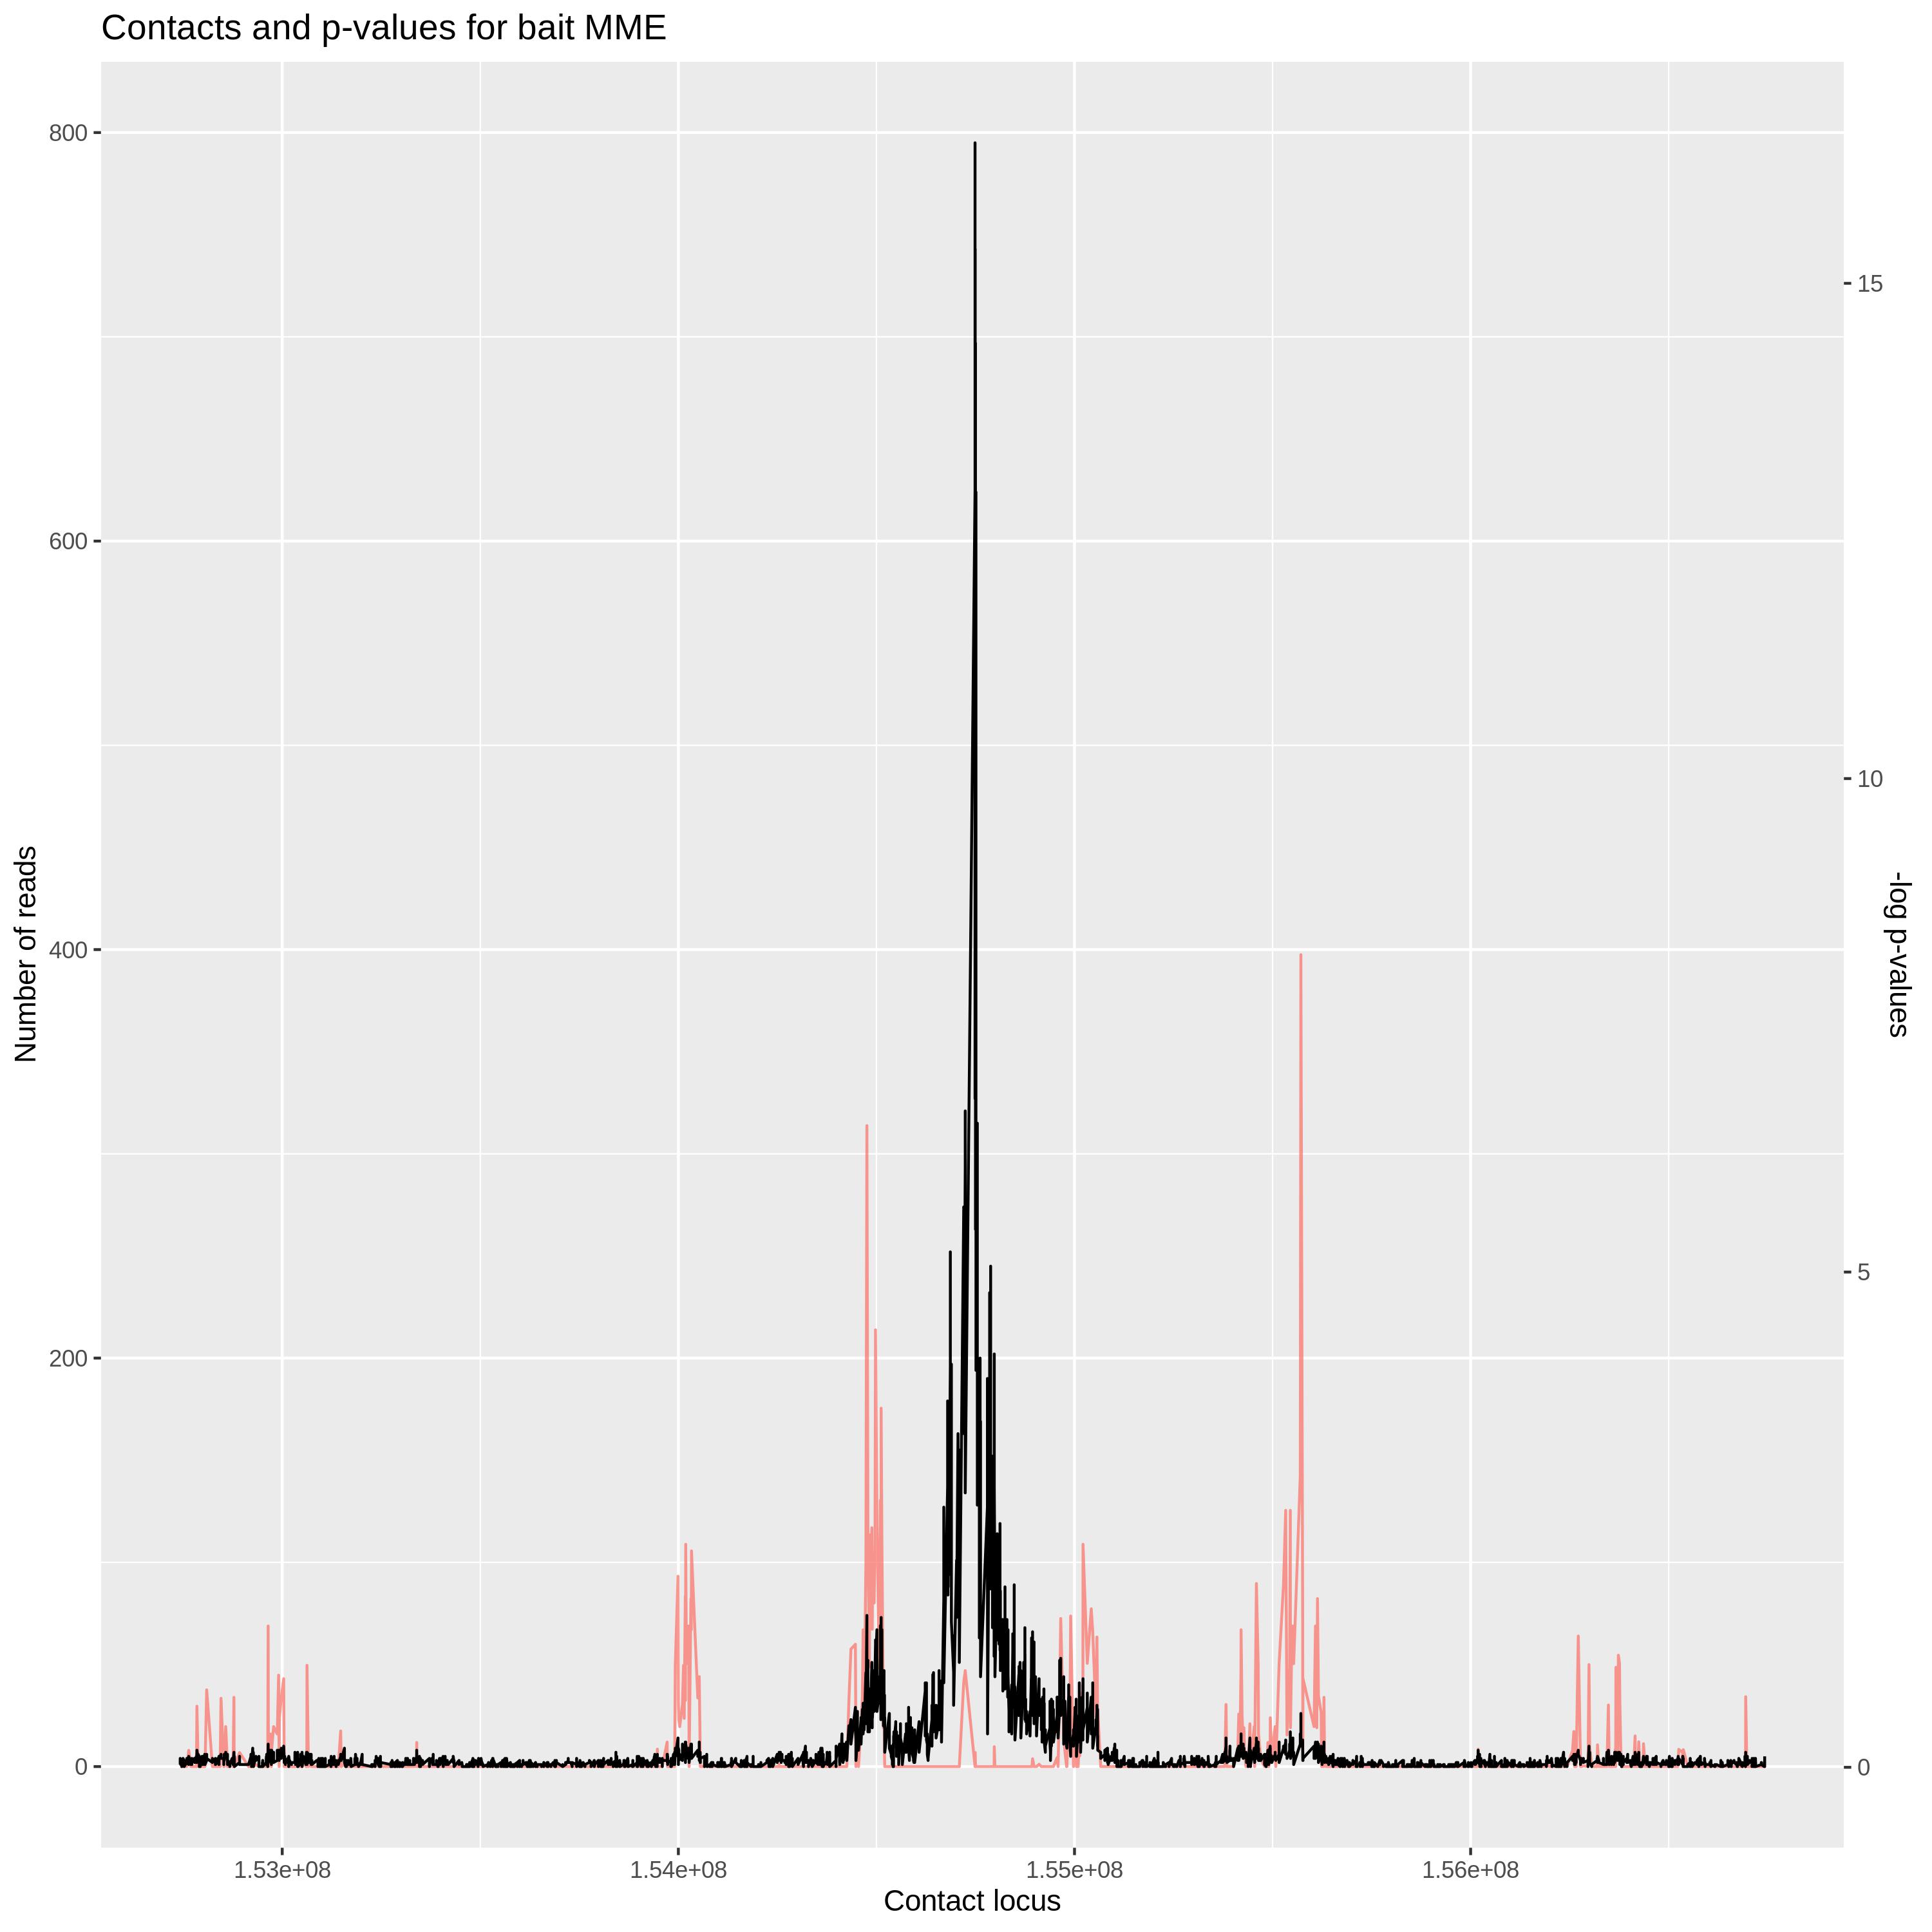 Contacts and p-values for bait MME
800
600
400
200
0
Number of reads
15
10
5
0
-log p-values
1.53e+08
1.54e+08
1.55e+08
1.56e+08
Contact locus